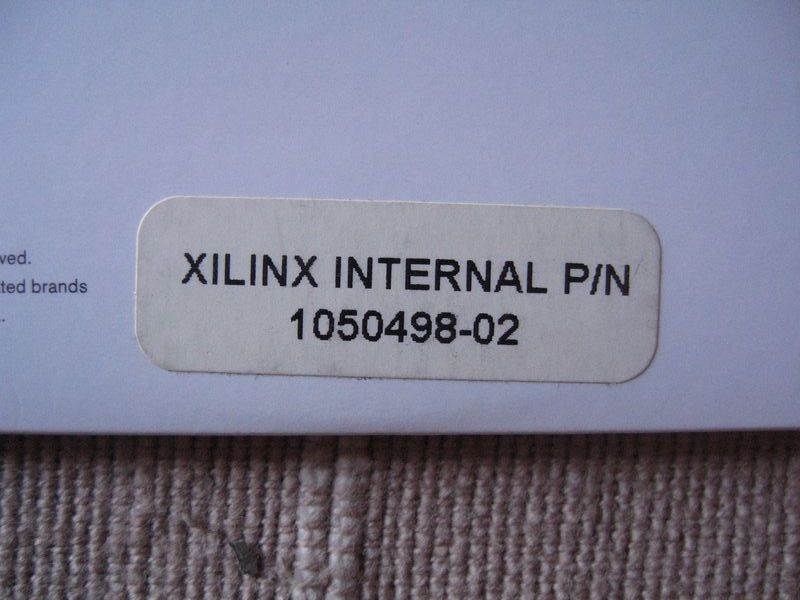 ved.
ted brands
.
XILINX INTERNAL P/N
1050498-02